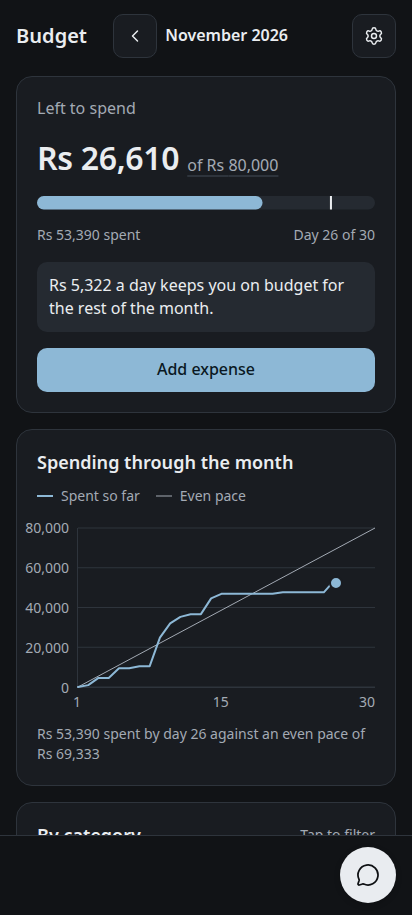 Budget
November 2026
Left to spend
Rs 26,610 of Rs 80,000
Rs 53,390 spent
Day 26 of 30
Rs 5,322 a day keeps you on budget for
the rest of the month.
Add expense
Spending through the month
Spent so far
Even pace
80,000
60,000
40,000
20,000
0
1
15
30
Rs 53,390 spent by day 26 against an even pace of
Rs 69,333
By category
Tap to filter